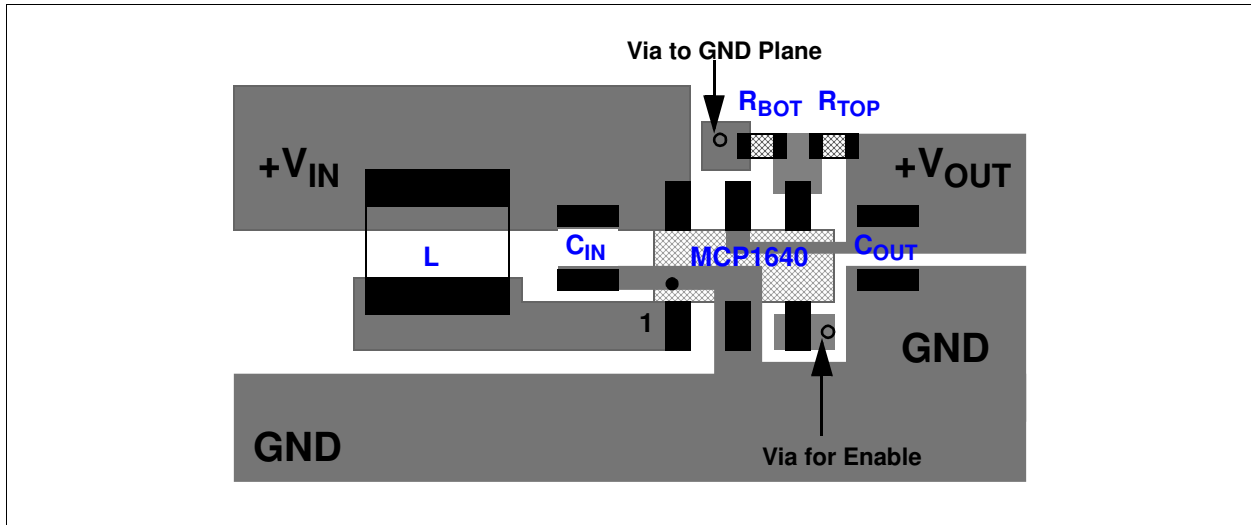 Via to GND Plane
RBOT
RTOP
+VIN
+VOUT
L
CIN
MCP1640
COUT
1
GND
GND
Via for Enable